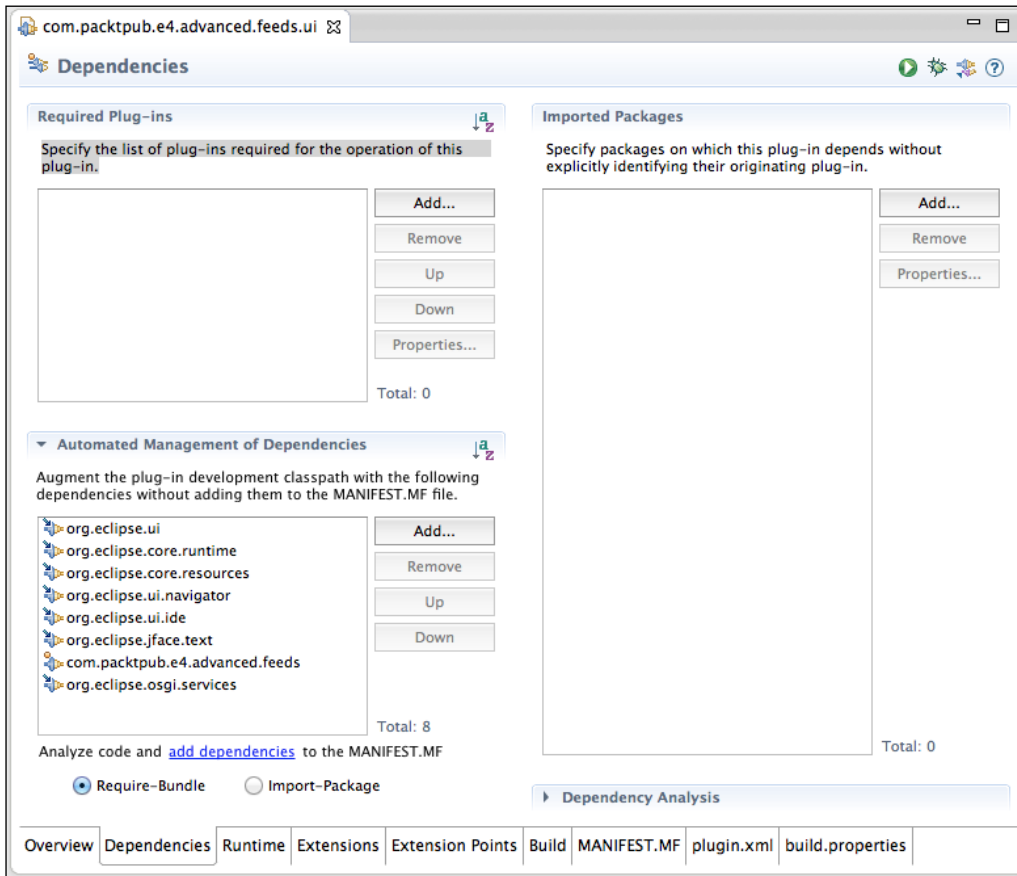 com.packtpub.e4.advanced.feeds.ui
Dependencies
Required Plug-ins
Specify the list of plug-ins required for the operation of this
plug-in.
Add...
Remove
Up
Down
Properties...
Total: 0
Automated Management of Dependencies
Augment the plug-in development classpath with the following
dependencies without adding them to the MANIFEST.MF file.
org.eclipse.ui
org.eclipse.core.runtime
org.eclipse.core.resources
org.eclipse.ui.navigator
org.eclipse.ui.ide
org.eclipse.jface.text
com.packtpub.e4.advanced.feeds
org.eclipse.osgi.services
Add...
Remove
Up
Down
Total: 8
Analyze code and add dependencies to the MANIFEST.MF
Require-Bundle Import-Package
Imported Packages
Specify packages on which this plug-in depends without
explicitly identifying their originating plug-in.
Add...
Remove
Properties...
Total: 0
Dependency Analysis
Overview Dependencies Runtime Extensions Extension Points Build MANIFEST.MF plugin.xml build.properties